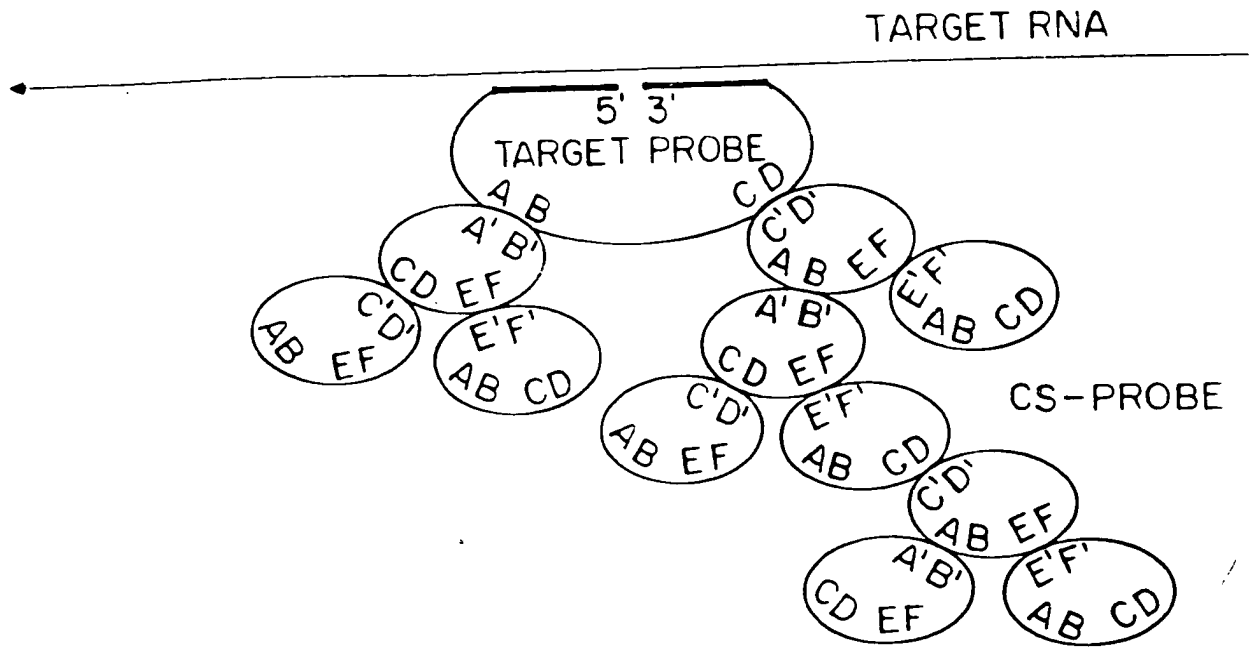 TARGET RNA
5' 3'
TARGET PROBE
AB
CD
A'B'
CD EF
C'D'
AB EF
E'F'
AB CD
C'D'
AB EF
E'F'
AB CD
A'B'
CD EF
C'D'
AB EF
E'F'
AB CD
CS-PROBE
C'D'
AB EF
A'B'
CD EF
E'F'
AB CD